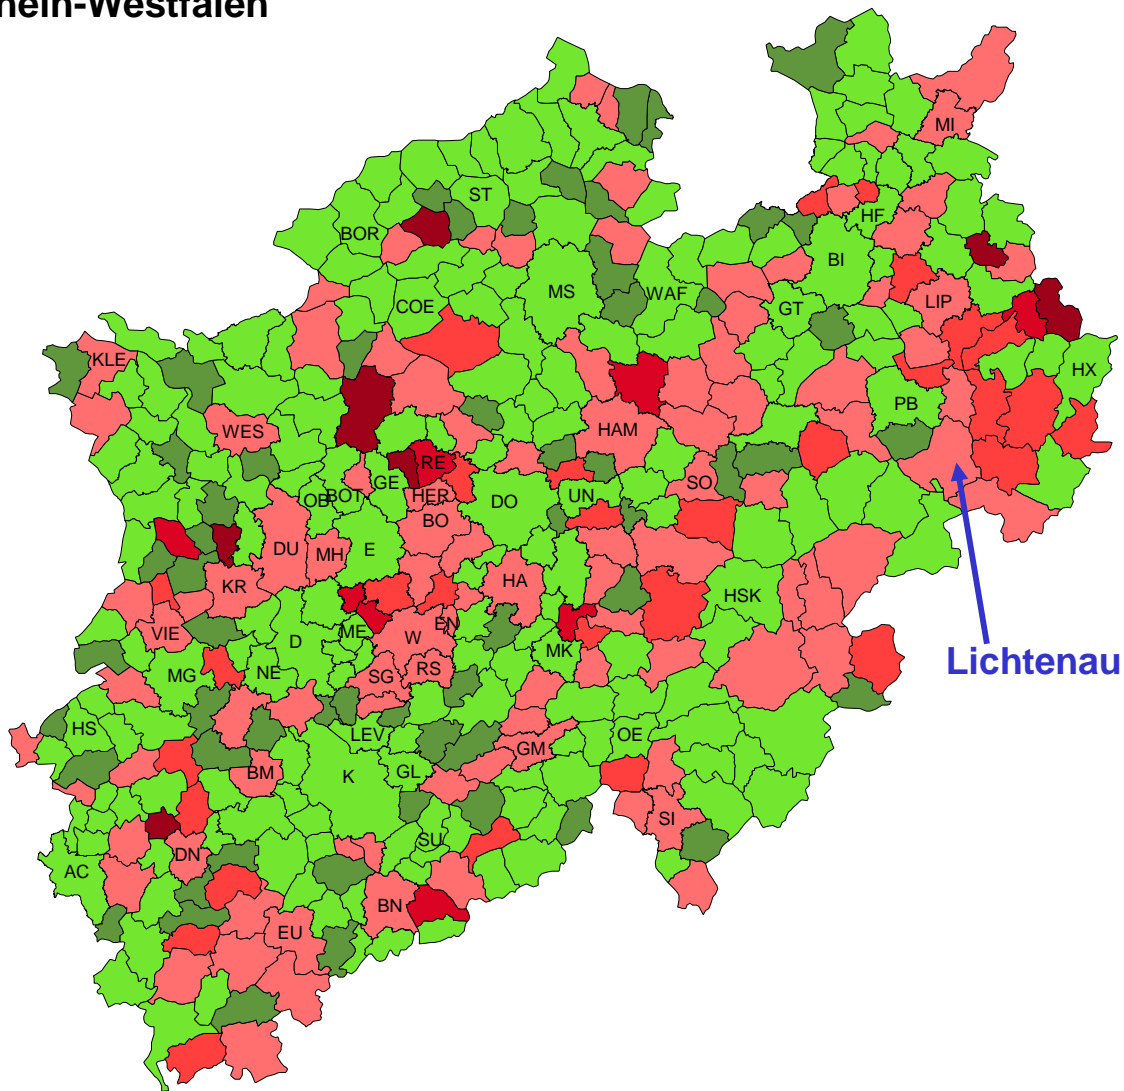 hein-Westfalen
MI
ST
HF
BOR
BI
MS
WAF
COE
LIP
GT
KLE
HX
PB
WES
HAM
RE
GE
SO
BOT
HER
UN
OB
DO
BO
DU
MH
E
HA
KR
HSK
EN
VIE
ME
W
D
MK
Lichtenau
RS
MG
NE
SG
HS
LEV
OE
GM
BM
K
GL
SI
SU
DN
AC
BN
EU